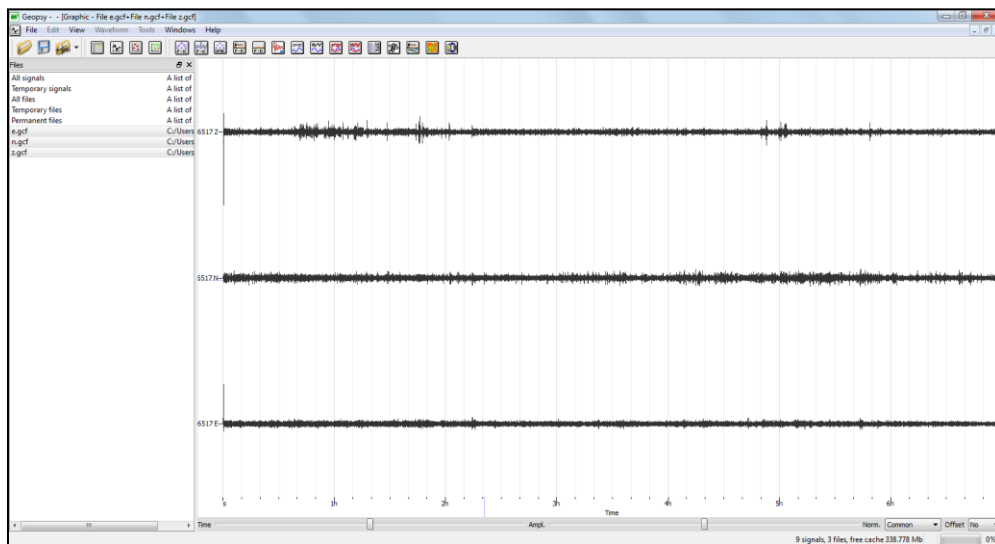 Geopsy - - [Graphic - File e.gcf+File n.gcf+File z.gcf]
File Edit View Waveform Tools Windows Help
Files
All signals A list of
Temporary signals A list of
All files A list of
Temporary files A list of
Permanent files A list of
e.gcf C:/Users
n.gcf C:/Users
z.gcf C:/Users
6517 Z
5517 N
6517 E
s 1h 2h 3h 4h 5h 6h
Time
Time Ampl. Norm. Common Offset No
9 signals, 3 files, free cache 338.778 Mb 0%